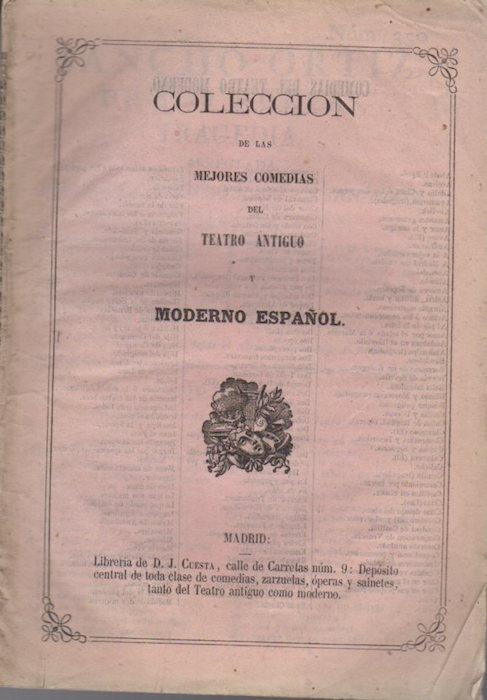 COLECCION
DE LAS
MEJORES COMEDIAS
DEL
TEATRO ANTIGUO
Y
MODERNO ESPAÑOL.
MADRID:
Librería de D. J. CUESTA, calle de Carretas núm. 9: Depósito
central de toda clase de comedias, zarzuelas, óperas y sainetes,
tanto del Teatro antiguo como moderno.